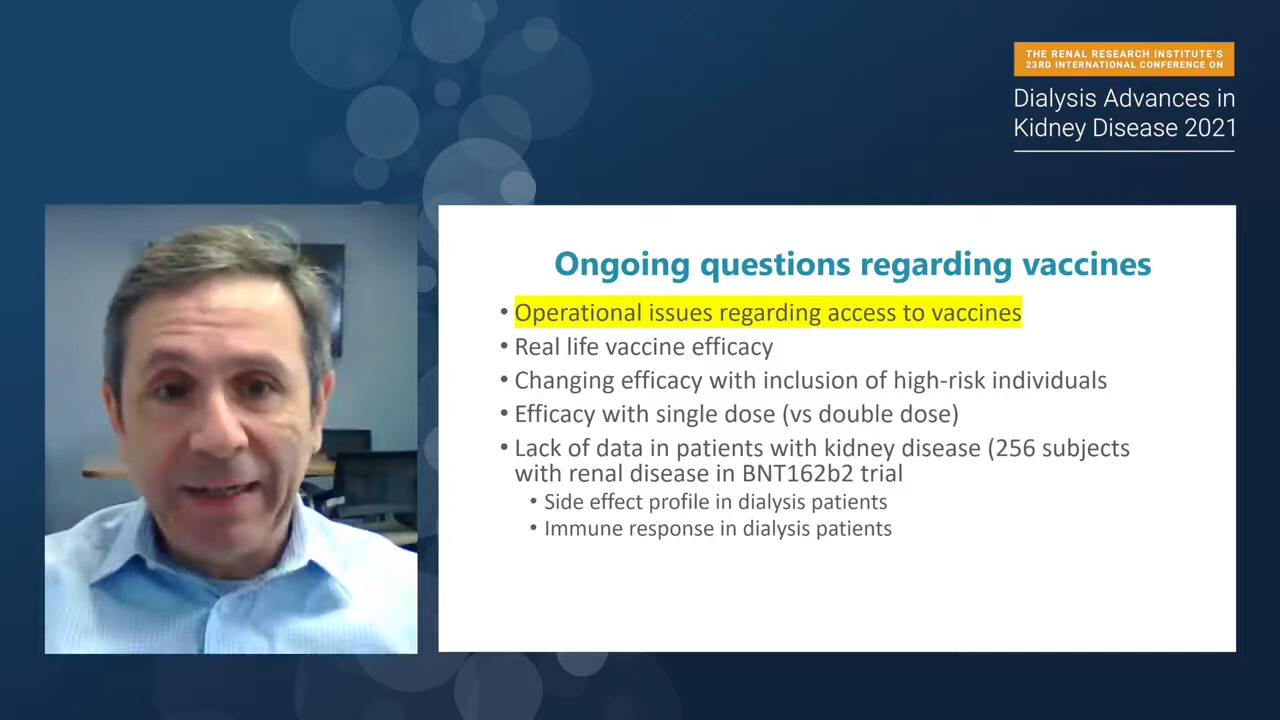 THE RENAL RESEARCH INSTITUTE'S
23RD INTERNATIONAL CONFERENCE ON
Dialysis Advances in
Kidney Disease 2021
Ongoing questions regarding vaccines
• Operational issues regarding access to vaccines
• Real life vaccine efficacy
• Changing efficacy with inclusion of high-risk individuals
• Efficacy with single dose (vs double dose)
• Lack of data in patients with kidney disease (256 subjects
with renal disease in BNT162b2 trial
• Side effect profile in dialysis patients
• Immune response in dialysis patients